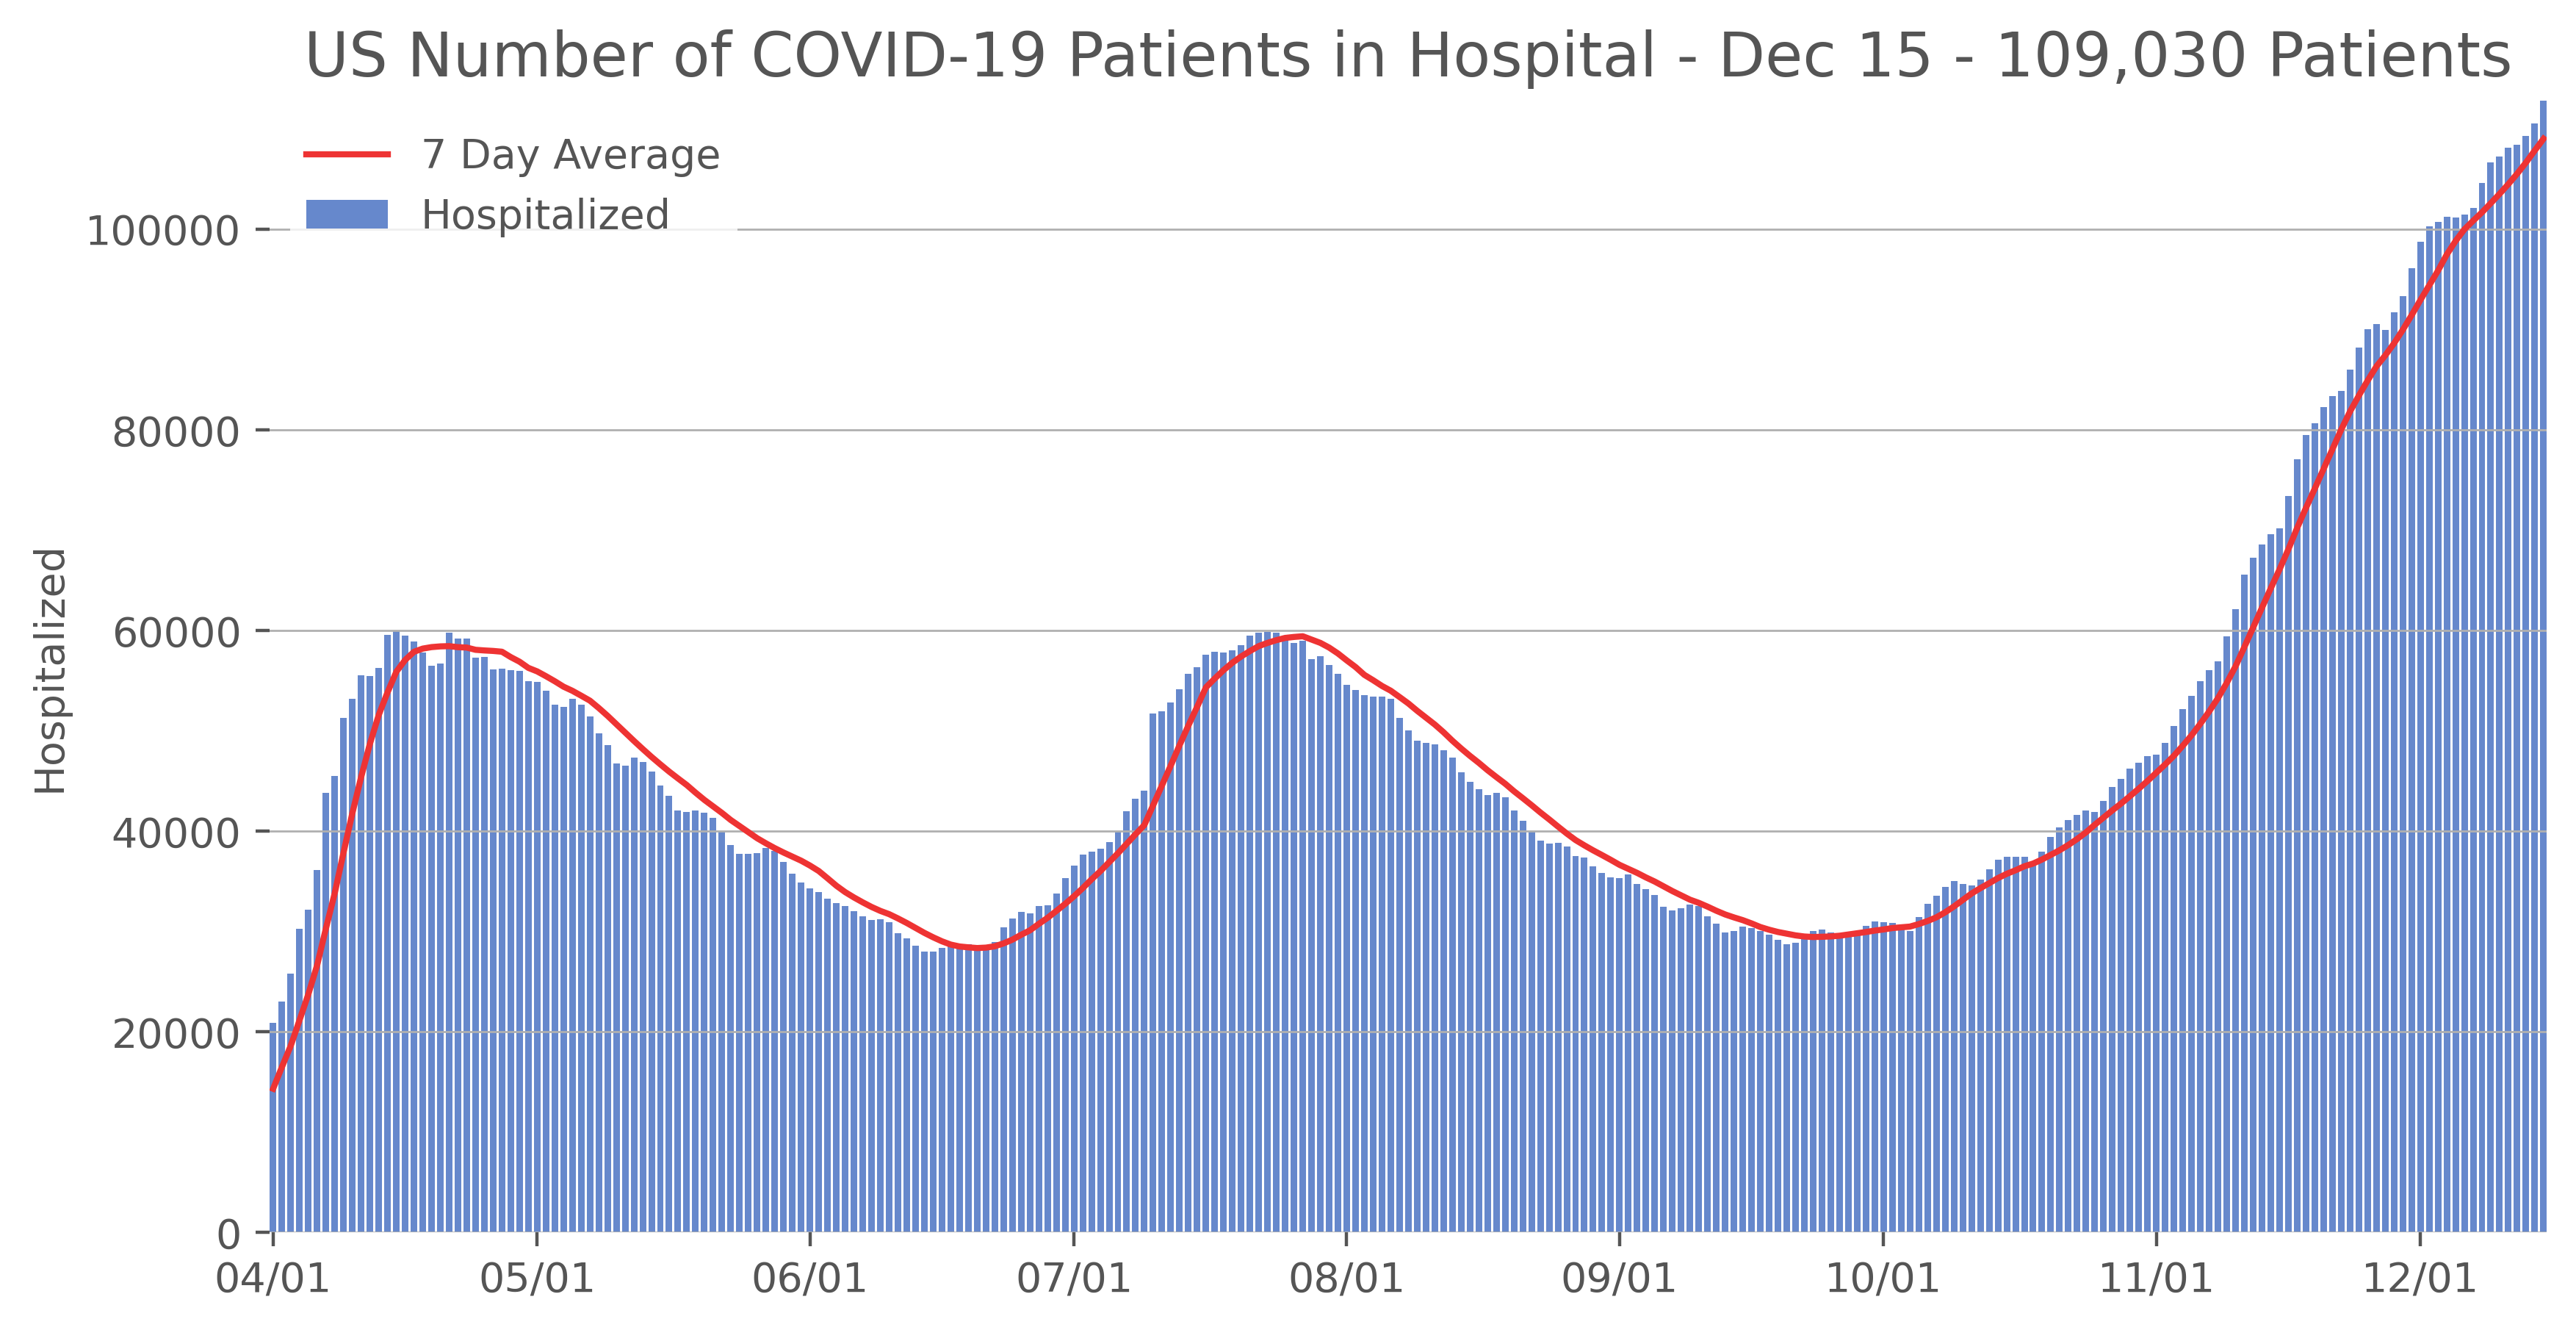 US Number of COVID-19 Patients in Hospital - Dec 15 - 109,030 Patients
7 Day Average
Hospitalized
100000
80000
60000
40000
20000
0
Hospitalized
04/01 05/01 06/01 07/01 08/01 09/01 10/01 11/01 12/01